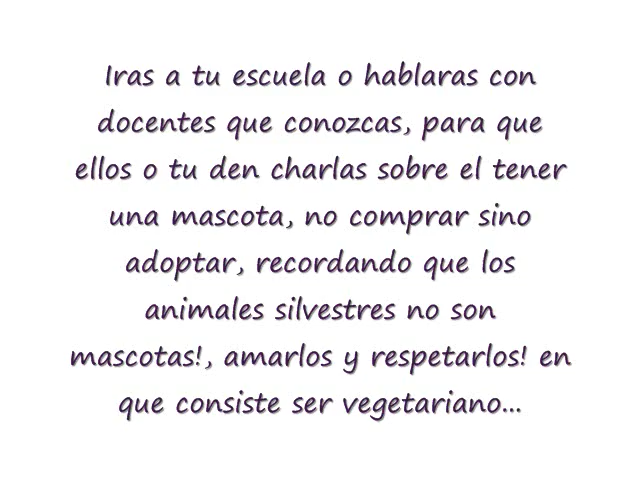 Iras a tu escuela o hablaras con
docentes que conozcas, para que
ellos o tu den charlas sobre el tener
una mascota, no comprar sino
adoptar, recordando que los
animales silvestres no son
mascotas!, amarlos y respetarlos! en
que consiste ser vegetariano...